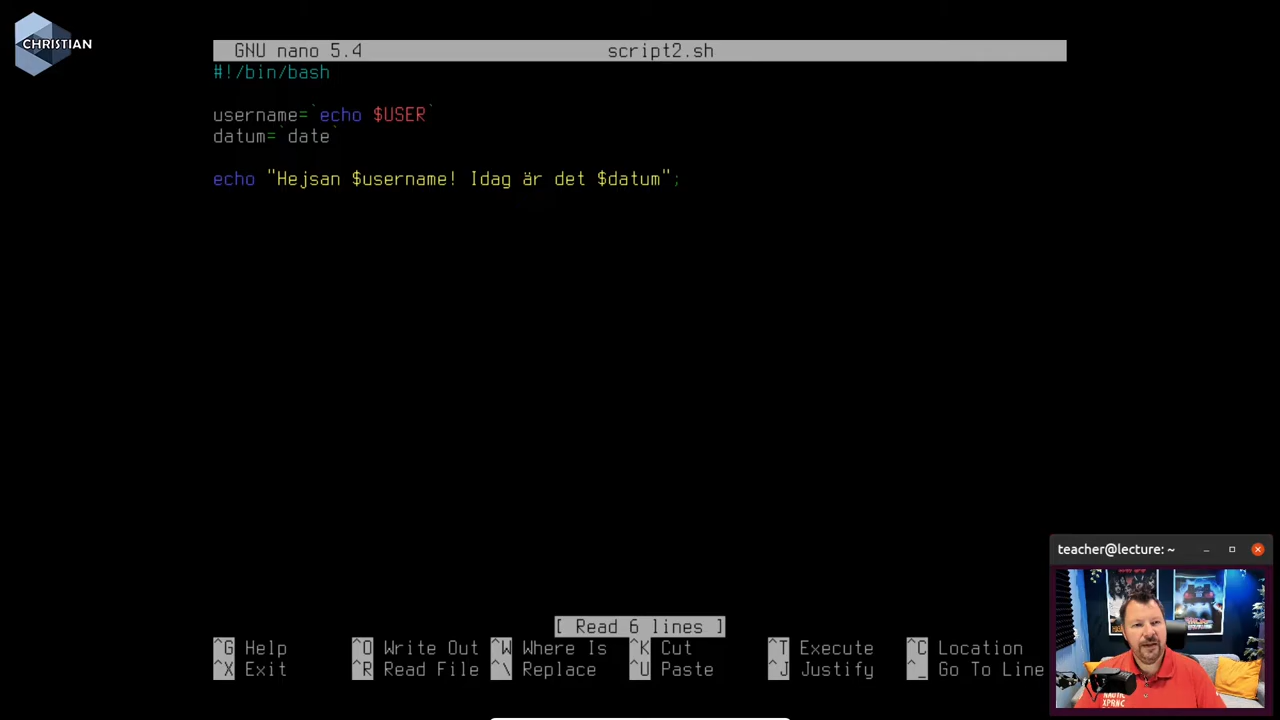 CHRISTIAN
GNU nano 5.4 script2.sh
#!/bin/bash
username=`echo $USER`
datum=`date`
echo "Hejsan $username! Idag är det $datum";
teacher@lecture: ~
[ Read 6 lines ]
^G Help ^O Write Out ^W Where Is ^K Cut ^T Execute ^C Location
^X Exit ^R Read File ^\ Replace ^U Paste ^J Justify ^_ Go To Line